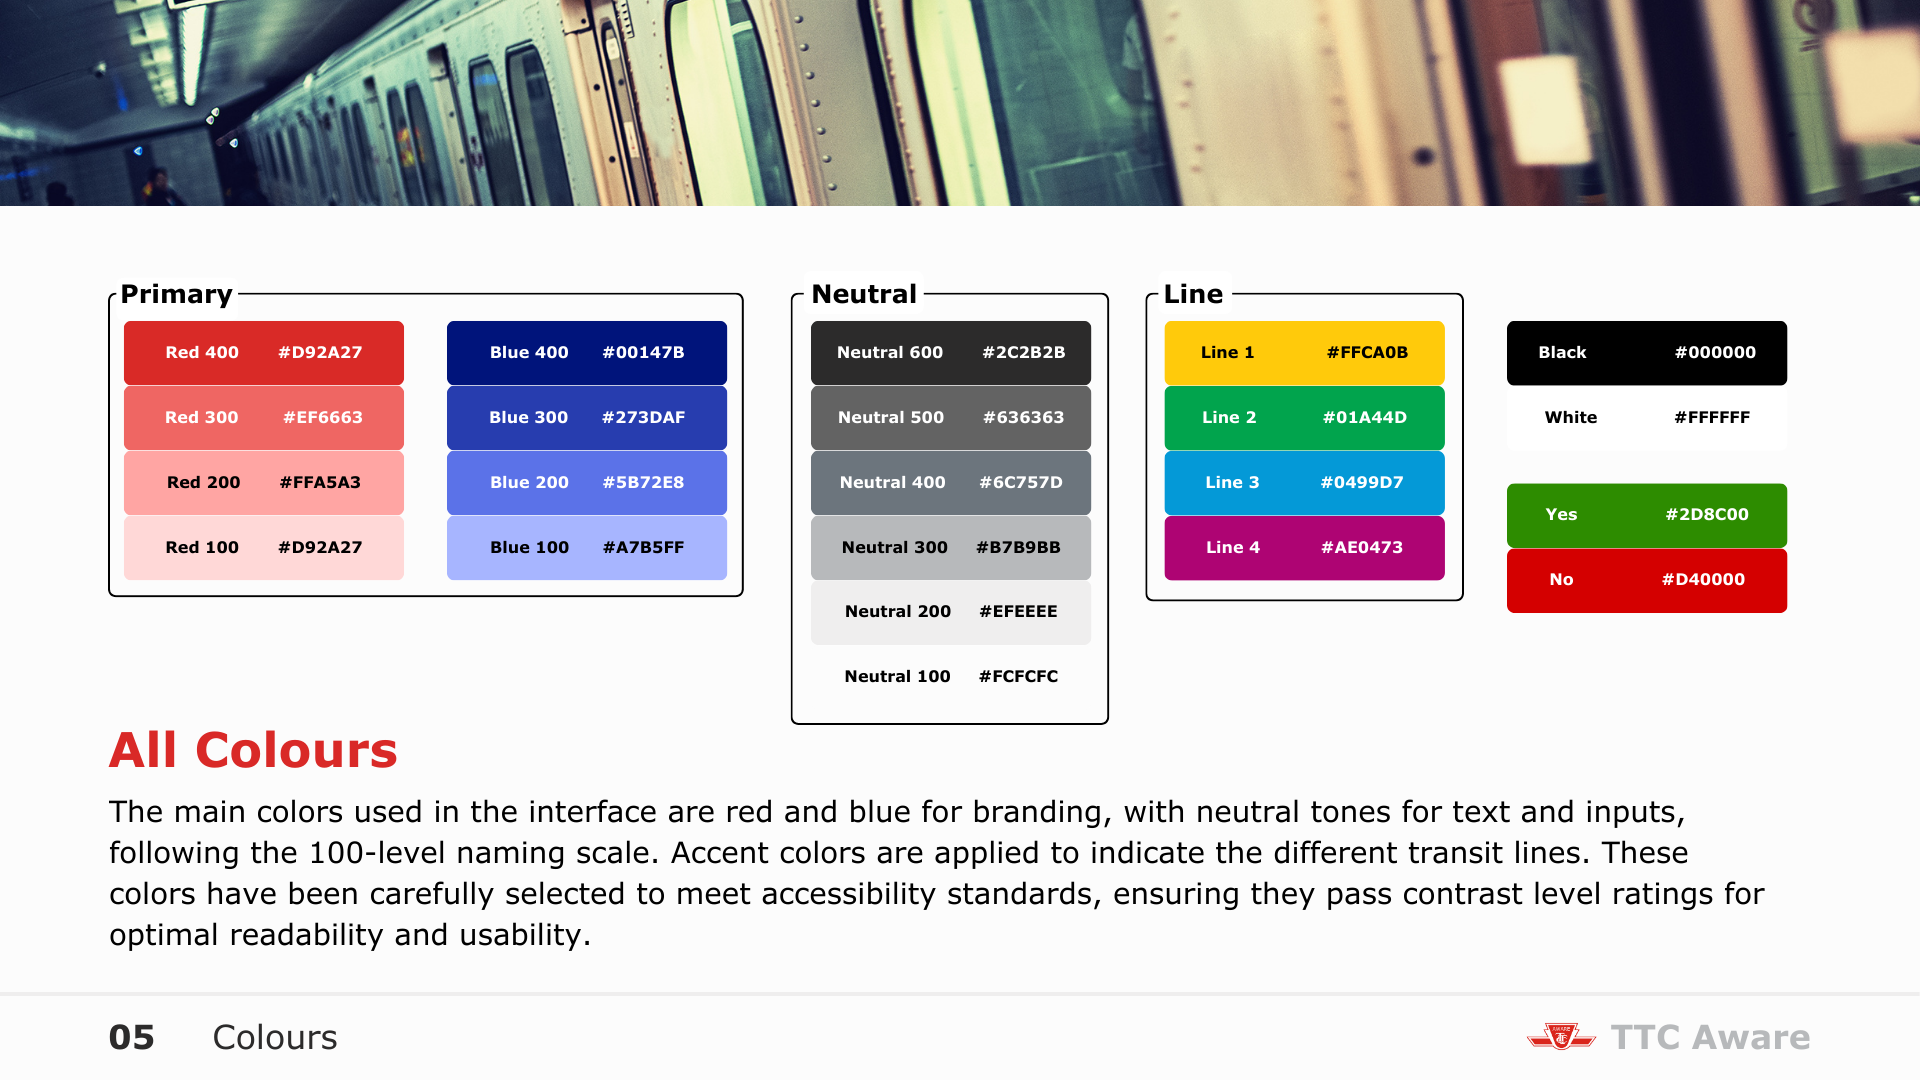 Primary
Red 400 #D92A27
Red 300 #EF6663
Red 200 #FFA5A3
Red 100 #D92A27
Blue 400 #00147B
Blue 300 #273DAF
Blue 200 #5B72E8
Blue 100 #A7B5FF
Neutral
Neutral 600 #2C2B2B
Neutral 500 #636363
Neutral 400 #6C757D
Neutral 300 #B7B9BB
Neutral 200 #EFEEEE
Neutral 100 #FCFCFC
Line
Line 1 #FFCA0B
Line 2 #01A44D
Line 3 #0499D7
Line 4 #AE0473
Black #000000
White #FFFFFF
Yes #2D8C00
No #D40000
All Colours
The main colors used in the interface are red and blue for branding, with neutral tones for text and inputs,
following the 100-level naming scale. Accent colors are applied to indicate the different transit lines. These
colors have been carefully selected to meet accessibility standards, ensuring they pass contrast level ratings for
optimal readability and usability.
05 Colours
AWARE
TTC Aware